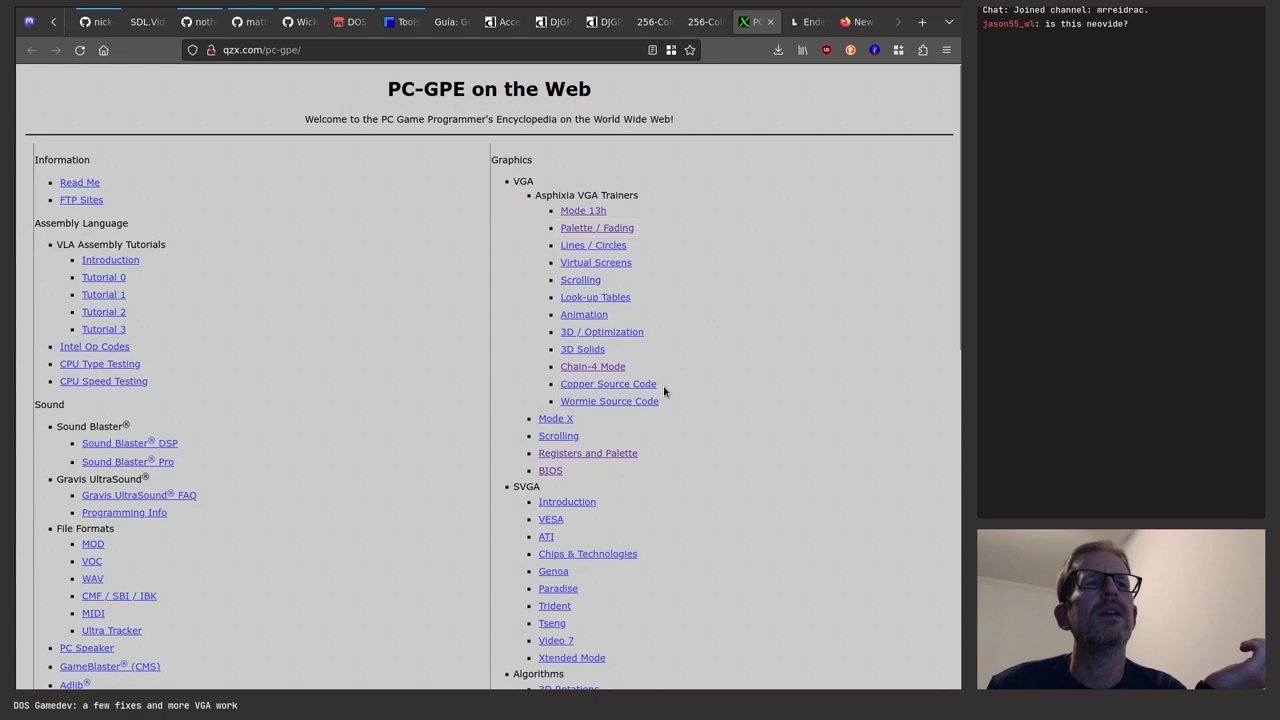 nick-
SDL.Vid
noth
matt
Wick
DOS
Tools
Guía: G
Acce
DJGP
DJGP
256-Col
256-Col
PC
Ende
New
qzx.com/pc-gpe/
PC-GPE on the Web
Welcome to the PC Game Programmer's Encyclopedia on the World Wide Web!
Information
Read Me
FTP Sites
Assembly Language
VLA Assembly Tutorials
Introduction
Tutorial 0
Tutorial 1
Tutorial 2
Tutorial 3
Intel Op Codes
CPU Type Testing
CPU Speed Testing
Sound
Sound Blaster®
Sound Blaster® DSP
Sound Blaster® Pro
Gravis UltraSound®
Gravis UltraSound® FAQ
Programming Info
File Formats
MOD
VOC
WAV
CMF / SBI / IBK
MIDI
Ultra Tracker
PC Speaker
GameBlaster® (CMS)
Adlib®
Graphics
VGA
Asphixia VGA Trainers
Mode 13h
Palette / Fading
Lines / Circles
Virtual Screens
Scrolling
Look-up Tables
Animation
3D / Optimization
3D Solids
Chain-4 Mode
Copper Source Code
Wormie Source Code
Mode X
Scrolling
Registers and Palette
BIOS
SVGA
Introduction
VESA
ATI
Chips & Technologies
Genoa
Paradise
Trident
Tseng
Video 7
Xtended Mode
Algorithms
3D Rotations
Chat: Joined channel: mrreidrac.
jason55_wl: is this neovide?
DOS Gamedev: a few fixes and more VGA work